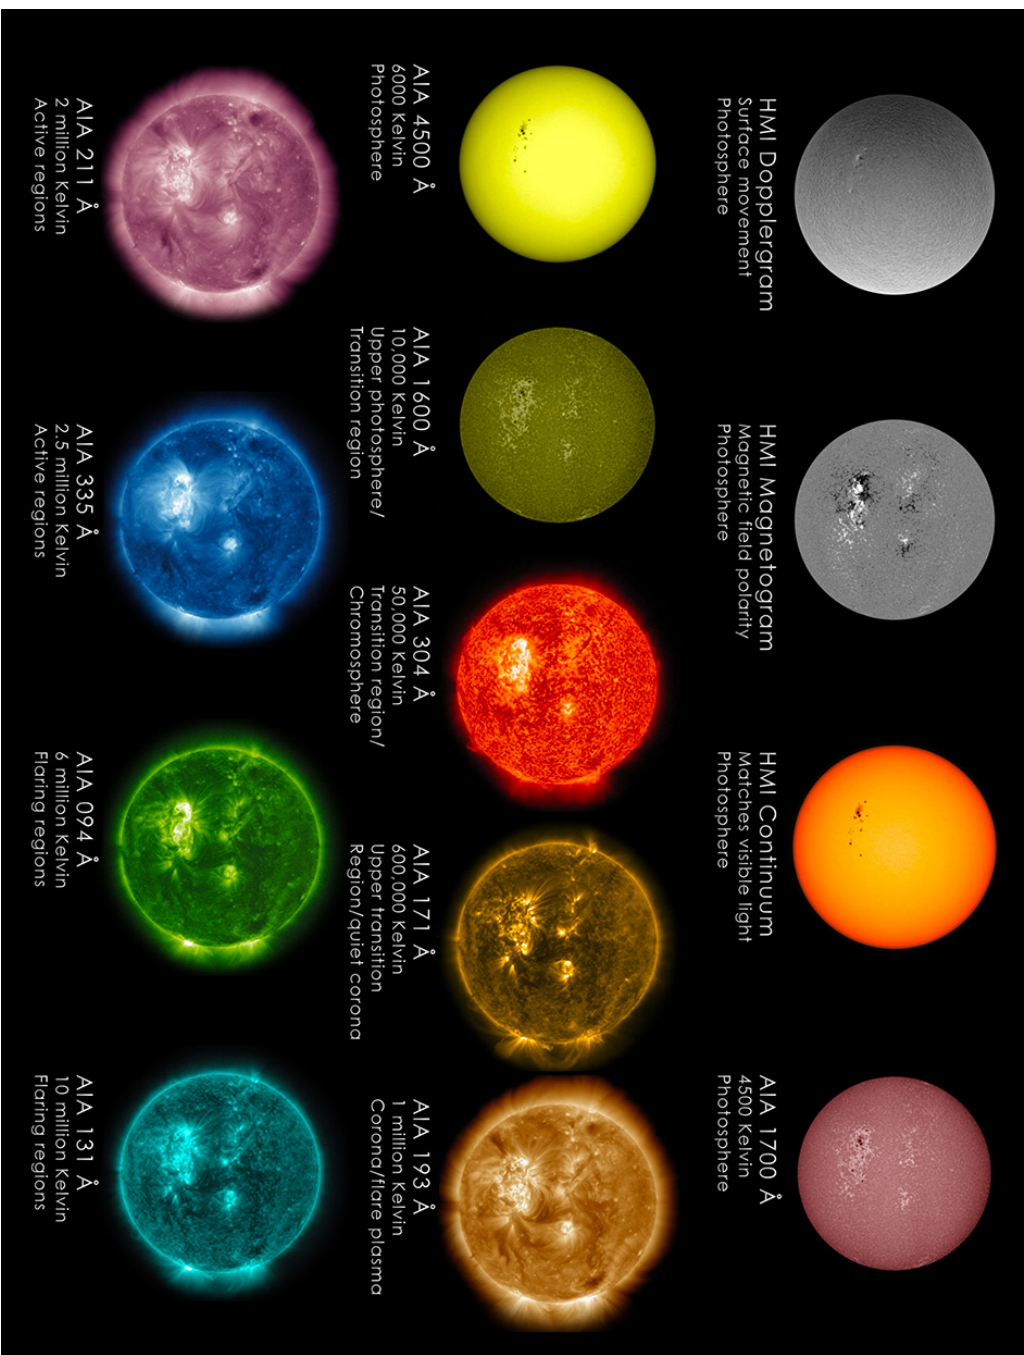 HMI Dopplergram
Surface movement
Photosphere
HMI Magnetogram
Magnetic field polarity
Photosphere
HMI Continuum
Matches visible light
Photosphere
AIA 1700 Å
4500 Kelvin
Photosphere
AIA 4500 Å
6000 Kelvin
Photosphere
AIA 1600 Å
10,000 Kelvin
Upper photosphere/
Transition region
AIA 304 Å
50,000 Kelvin
Transition region/
Chromosphere
AIA 171 Å
600,000 Kelvin
Upper transition
Region/quiet corona
AIA 193 Å
1 million Kelvin
Corona/flare plasma
AIA 211 Å
2 million Kelvin
Active regions
AIA 335 Å
2.5 million Kelvin
Active regions
AIA 094 Å
6 million Kelvin
Flaring regions
AIA 131 Å
10 million Kelvin
Flaring regions